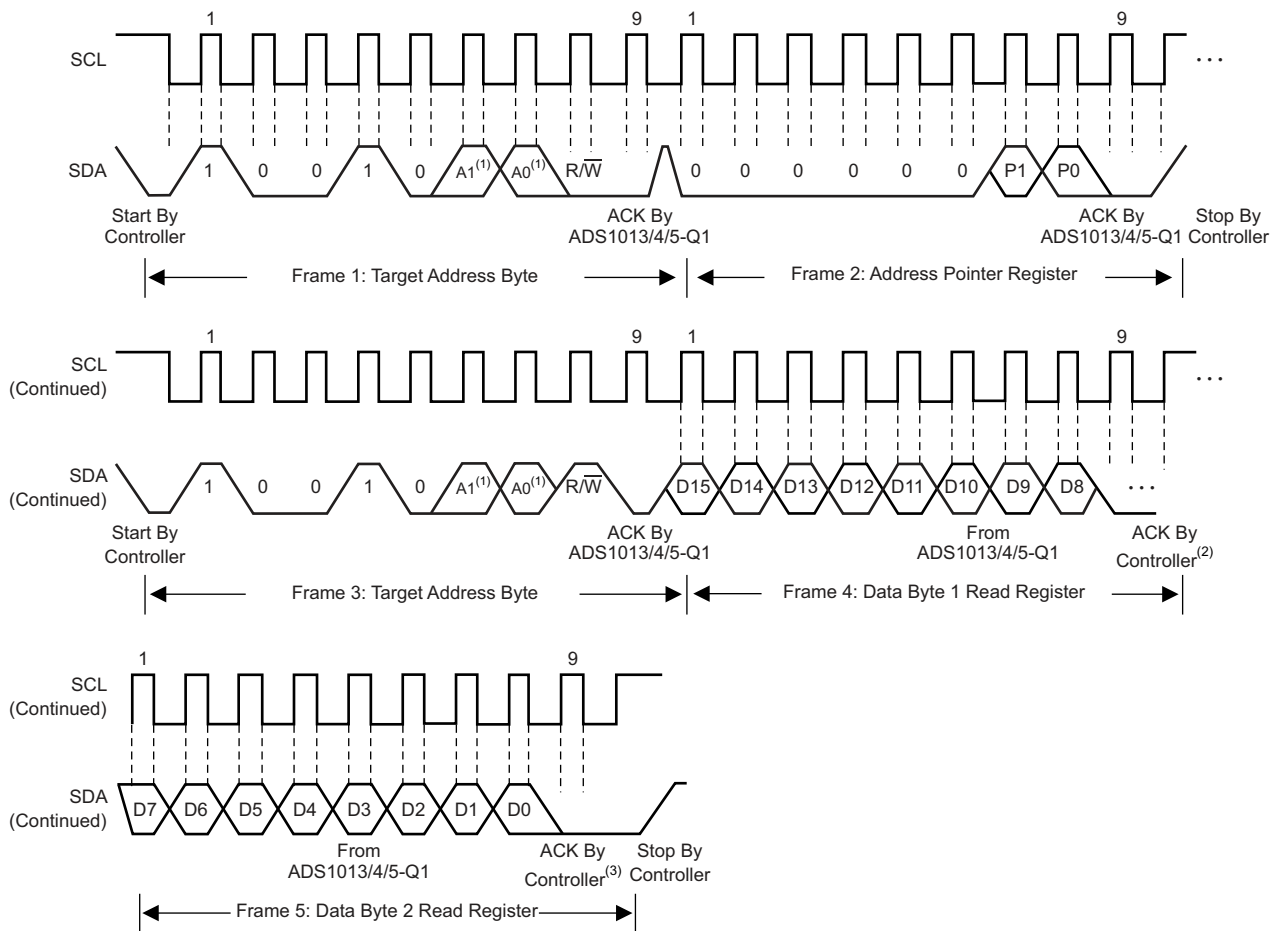 1 9 1 9
SCL ...
SDA 1 0 0 1 0 A1(1) A0(1) R/W̅ 0 0 0 0 0 0 P1 P0
Start By Controller
ACK By ADS1013/4/5-Q1
ACK By ADS1013/4/5-Q1
Stop By Controller
Frame 1: Target Address Byte
Frame 2: Address Pointer Register
1 9 1 9
SCL (Continued) ...
SDA (Continued) 1 0 0 1 0 A1(1) A0(1) R/W̅ D15 D14 D13 D12 D11 D10 D9 D8 ...
Start By Controller
ACK By ADS1013/4/5-Q1
From ADS1013/4/5-Q1
ACK By Controller(2)
Frame 3: Target Address Byte
Frame 4: Data Byte 1 Read Register
1 9
SCL (Continued)
SDA (Continued) D7 D6 D5 D4 D3 D2 D1 D0
From ADS1013/4/5-Q1
ACK By Controller(3)
Stop By Controller
Frame 5: Data Byte 2 Read Register